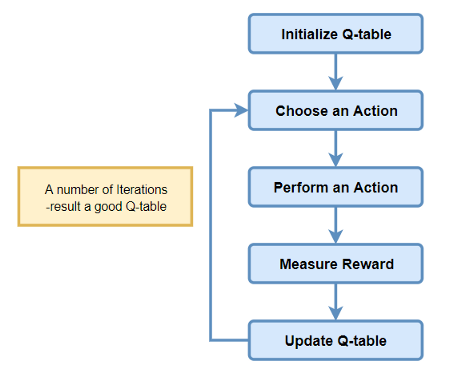 Initialize Q-table
Choose an Action
A number of Iterations
-result a good Q-table
Perform an Action
Measure Reward
Update Q-table